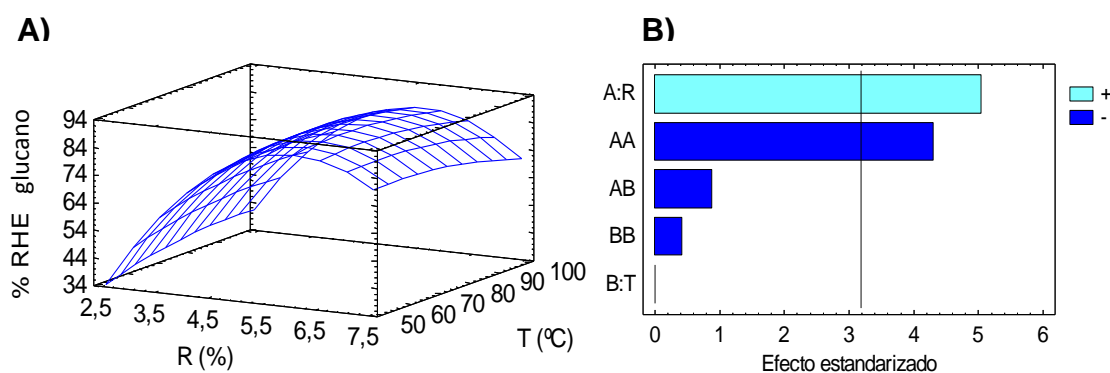 A)
% RHE glucano
94
84
74
64
54
44
34
2,5 3,5 4,5 5,5 6,5 7,5
R (%)
50 60 70 80 90 100
T (ºC)
B)
A:R
AA
AB
BB
B:T
0 1 2 3 4 5 6
Efecto estandarizado
+
-